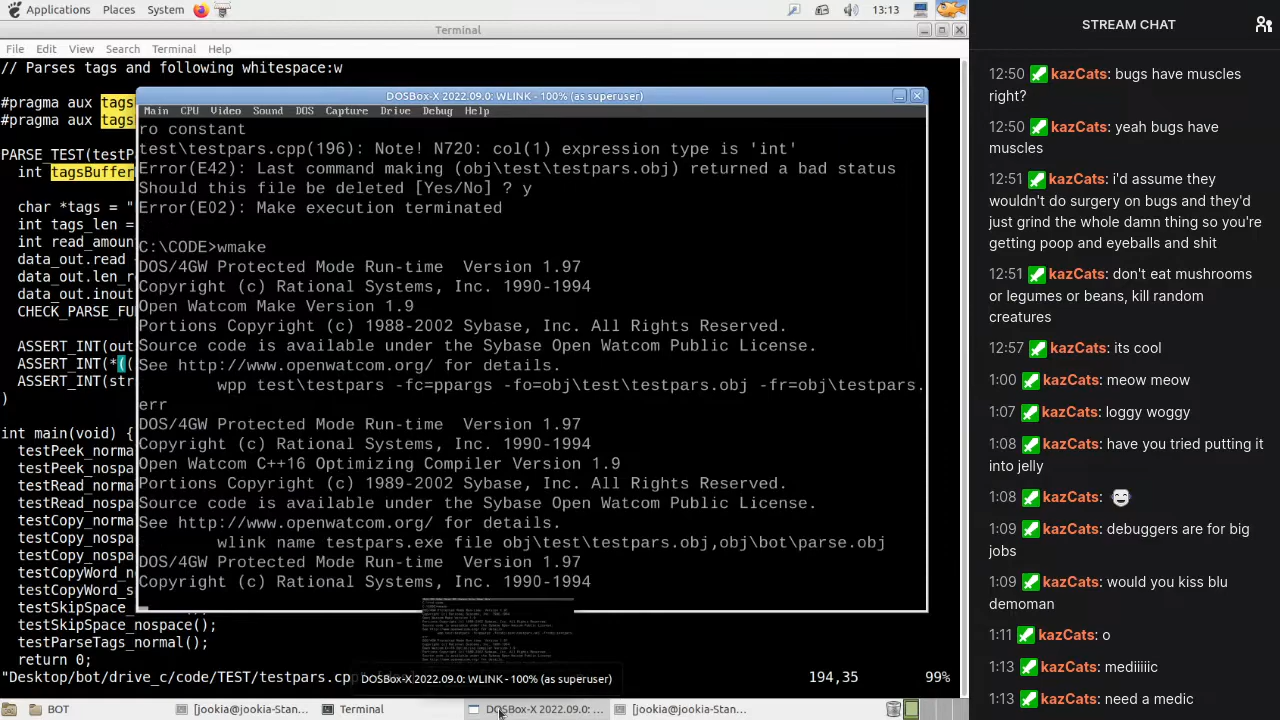 Applications Places System 13:13
Terminal
File Edit View Search Terminal Help
// Parses tags and following whitespace:w
#pragma aux tags
#pragma aux tags
PARSE_TEST(testP
int tagsBuffer
char *tags = "
int tags_len =
int read_amoun
data_out.read
data_out.len_r
data_out.inout
CHECK_PARSE_FU
ASSERT_INT(out
ASSERT_INT(*(
ASSERT_INT(str
)
int main(void) {
testPeek_norma
testPeek_nospa
testRead_norma
testRead_nospa
testCopy_norma
testCopy_nospa
testCopy_nospa
testCopyWord_n
testCopyWord_s
testSkipSpace_
testSkipSpace_nospace();
testParseTags_normal();
return 0;
"Desktop/bot/drive_c/code/TEST/testpars.cp 194,35 99%
DOSBox-X 2022.09.0: WLINK - 100% (as superuser)
Main CPU Video Sound DOS Capture Drive Debug Help
ro constant
test\testpars.cpp(196): Note! N720: col(1) expression type is 'int'
Error(E42): Last command making (obj\test\testpars.obj) returned a bad status
Should this file be deleted [Yes/No] ? y
Error(E02): Make execution terminated
C:\CODE>wmake
DOS/4GW Protected Mode Run-time Version 1.97
Copyright (c) Rational Systems, Inc. 1990-1994
Open Watcom Make Version 1.9
Portions Copyright (c) 1988-2002 Sybase, Inc. All Rights Reserved.
Source code is available under the Sybase Open Watcom Public License.
See http://www.openwatcom.org/ for details.
wpp test\testpars -fc=ppargs -fo=obj\test\testpars.obj -fr=obj\testpars.
err
DOS/4GW Protected Mode Run-time Version 1.97
Copyright (c) Rational Systems, Inc. 1990-1994
Open Watcom C++16 Optimizing Compiler Version 1.9
Portions Copyright (c) 1989-2002 Sybase, Inc. All Rights Reserved.
Source code is available under the Sybase Open Watcom Public License.
See http://www.openwatcom.org/ for details.
wlink name testpars.exe file obj\test\testpars.obj,obj\bot\parse.obj
DOS/4GW Protected Mode Run-time Version 1.97
Copyright (c) Rational Systems, Inc. 1990-1994
DOSBox-X 2022.09.0: WLINK - 100% (as superuser)
BOT [jookia@jookia-Stan... Terminal DOSBox-X 2022.09.0: ... [jookia@jookia-Stan...
STREAM CHAT
12:50 kazCats: bugs have muscles
right?
12:50 kazCats: yeah bugs have
muscles
12:51 kazCats: i'd assume they
wouldn't do surgery on bugs and they'd
just grind the whole damn thing so you're
getting poop and eyeballs and shit
12:51 kazCats: don't eat mushrooms
or legumes or beans, kill random
creatures
12:57 kazCats: its cool
1:00 kazCats: meow meow
1:07 kazCats: loggy woggy
1:08 kazCats: have you tried putting it
into jelly
1:08 kazCats:
1:09 kazCats: debuggers are for big
jobs
1:09 kazCats: would you kiss blu
demoman
1:11 kazCats: o
1:13 kazCats: mediiiiic
1:13 kazCats: need a medic